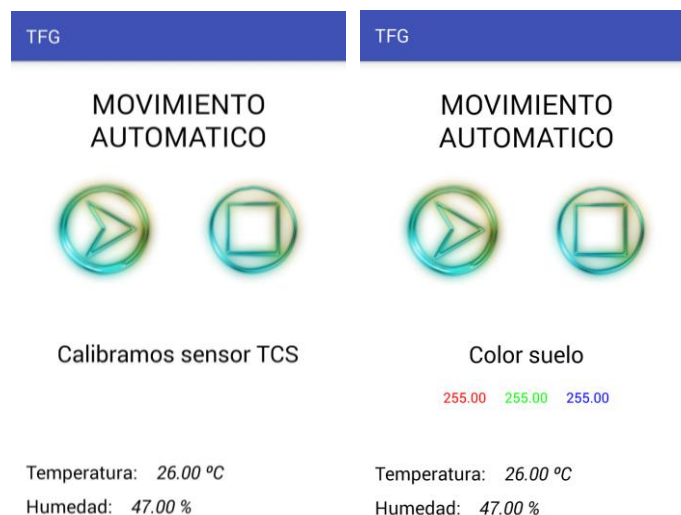 TFG
MOVIMIENTO
AUTOMATICO
Calibramos sensor TCS
Temperatura: 26.00 ºC
Humedad: 47.00 %
TFG
MOVIMIENTO
AUTOMATICO
Color suelo
255.00 255.00 255.00
Temperatura: 26.00 ºC
Humedad: 47.00 %